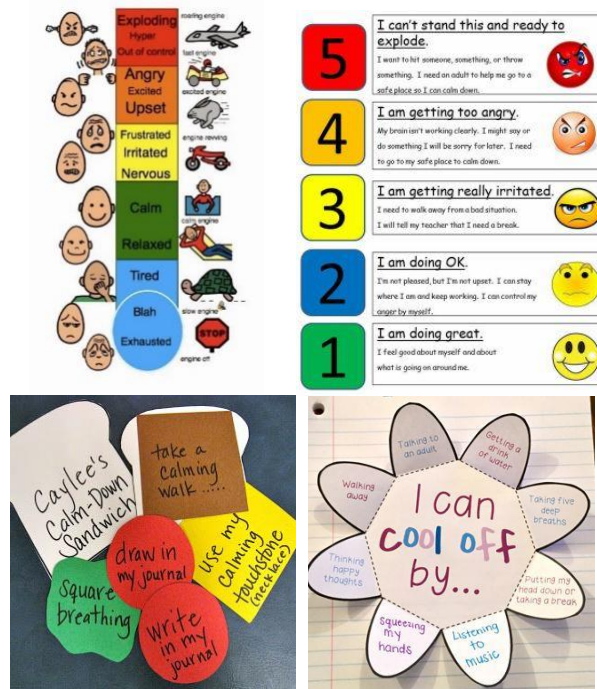 Exploding
Hyper
Out of control
roaring engine
fast engine
Angry
Excited
Upset
excited engine
Frustrated
Irritated
Nervous
engine revving
Calm
calm engine
Relaxed
Tired
Blah
slow engine
Exhausted
STOP
engine off
5
I can't stand this and ready to
explode.
I want to hit someone, something, or throw
something. I need an adult to help me go to a
safe place so I can calm down.
4
I am getting too angry.
My brain isn't working clearly. I might say or
do something I will be sorry for later. I need
to go to my safe place to calm down.
3
I am getting really irritated.
I need to walk away from a bad situation.
I will tell my teacher that I need a break.
2
I am doing OK.
I'm not pleased, but I'm not upset. I can stay
where I am and keep working. I can control my
anger by myself.
1
I am doing great.
I feel good about myself and about
what is going on around me.
Caylee's
Calm-Down
Sandwich
take a
calming
walk .....
draw in
my journal
use my
calming
touchstone
(necklace)
square
breathing
write
in my
journal
I can
cool off
by...
Talking to
an adult
Getting a
drink
of water
Taking five
deep
breaths
Putting my
head down or
taking a break
Listening
to
music
Squeezing
my
hands
Thinking
happy
thoughts
Walking
away